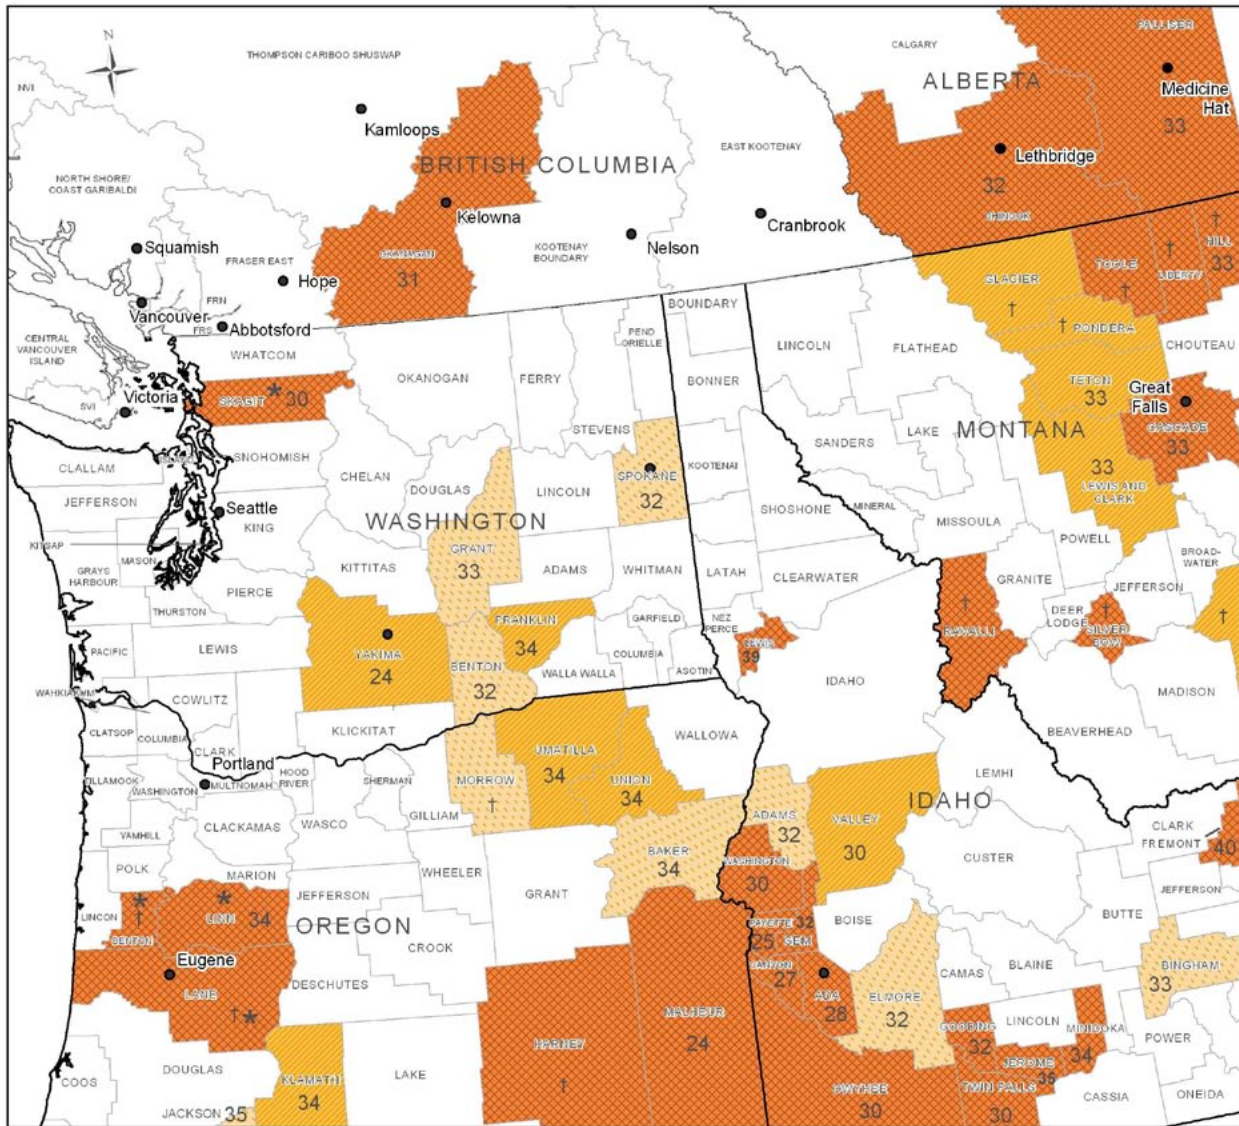 N
PALLISER
CALGARY
THOMPSON CARIBOO SHUSWAP
ALBERTA
NVI
Medicine
Hat
Kamloops
33
EAST KOOTENAY
Lethbridge
BRITISH COLUMBIA
NORTH SHORE/
COAST GARIBALDI
32
Kelowna
CHINOOK
Cranbrook
†
Nelson
Squamish
OKANAGAN
KOOTENAY
BOUNDARY
HILL
†
TOOLE
33
LIBERTY
FRASER EAST
31
Hope
GLACIER
†
FRN
† †
BOUNDARY
Vancouver
FRS
Abbotsford
PONDERA
PEND
ORIELLE
CENTRAL
VANCOUVER
ISLAND
WHATCOM
LINCOLN
FLATHEAD
CHOUTEAU
OKANOGAN
FERRY
BONNER
TETON
33
Great
Falls
SKAGIT * 30
Victoria
SVI
CASCADE
33
STEVENS
MONTANA
LAKE
SANDERS
SNOHOMISH
CLALLAM
KOOTENAI
33
LEWIS AND
CLARK
CHELAN
SPOKANE
32
DOUGLAS
LINCOLN
JEFFERSON
Seattle
KING
WASHINGTON
SHOSHONE
MINERAL
MISSOULA
KITSAP
GRANT
33
POWELL
BROAD-
WATER
MASON
KITTITAS
ADAMS
WHITMAN
LATAH
CLEARWATER
GRAYS
HARBOUR
PIERCE
GRANITE
JEFFERSON
†
THURSTON
DEER
LODGE
†
SILVER
BOW
†
FRANKLIN
34
GARFIELD
NEZ
PERCE
RAVALLI
PACIFIC
LEWIS
YAKIMA
24
COLUMBIA
LEWIS
39
BENTON
32
WALLA WALLA
ASOTIN
IDAHO
MADISON
WAHKIAKUM
COWLITZ
KLICKITAT
CLATSOP
COLUMBIA
BEAVERHEAD
CLARK
WALLOWA
UMATILLA
34
Portland
TILLAMOOK
HOOD
RIVER
SHERMAN
MORROW
†
UNION
34
LEMHI
WASHINGTON
MULTNOMAH
IDAHO
GILLIAM
ADAMS
32
VALLEY
30
CLACKAMAS
WASCO
YAMHILL
CLARK
FREMONT
40
BAKER
34
WASHINGTON
30
CUSTER
POLK
WHEELER
MARION
JEFFERSON
JEFFERSON
GRANT
*
†
*
LINN 34
LINCON
BENTON
OREGON
PAYETTE 32
25 GEM
BOISE
BUTTE
CROOK
Eugene
CANYON
27
CAMAS
BLAINE
BINGHAM
33
LANE
† *
DESCHUTES
ADA
28
ELMORE
32
MALHEUR
24
GOODING
32
LINCOLN
MINIDOKA
34
POWER
HARNEY
†
JEROME
35
DOUGLAS
KLAMATH
34
LAKE
COOS
OWYHEE
30
TWIN FALLS
30
CASSIA
ONEIDA
JACKSON 35